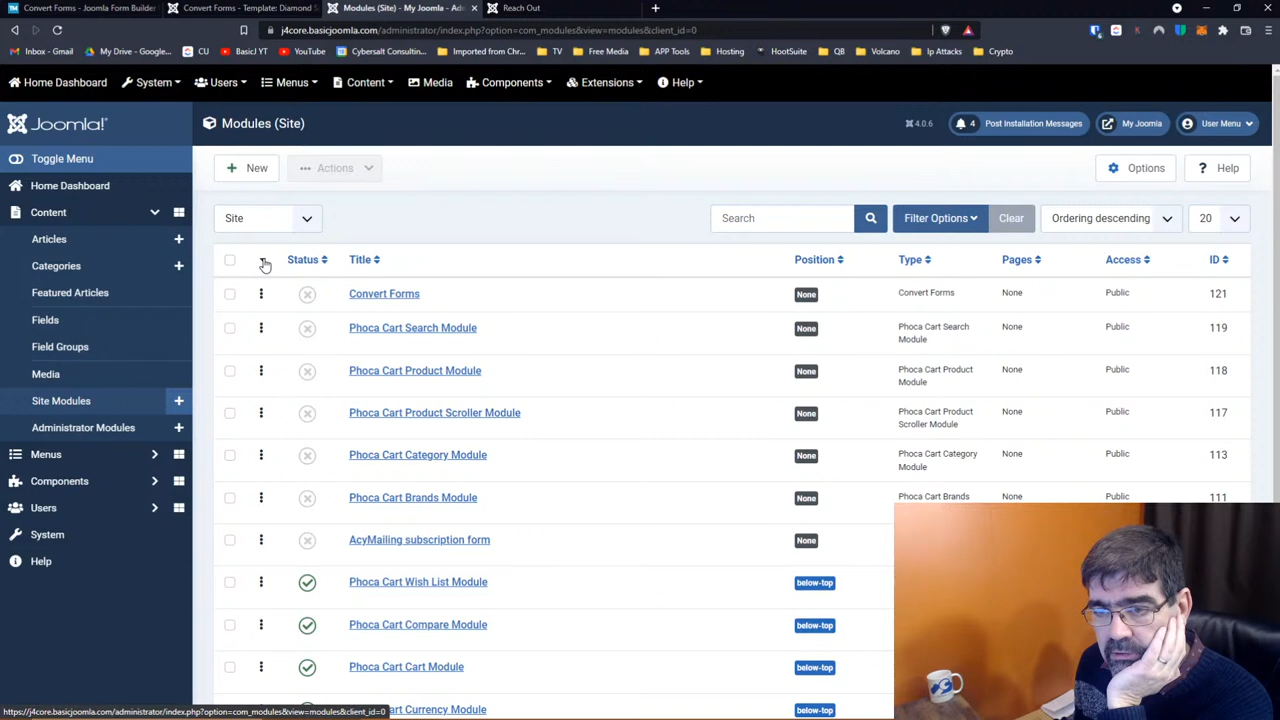 Convert Forms - Joomla Form Builder
Convert Forms - Template: Diamond S
Modules (Site) - My Joomla - Ad
Reach Out
j4core.basicjoomla.com/administrator/index.php?option=com_modules&view=modules&client_id=0
Inbox - Gmail
My Drive - Google...
CU
BasicJ YT
YouTube
Cybersalt Consulting...
Imported from Chr...
TV
Free Media
APP Tools
Hosting
HootSuite
QB
Volcano
Ip Attacks
Crypto
Home Dashboard
System
Users
Menus
Content
Media
Components
Extensions
Help
Joomla!
Modules (Site)
4.0.6
4 Post Installation Messages
My Joomla
User Menu
Toggle Menu
Home Dashboard
Content
Articles
Categories
Featured Articles
Fields
Field Groups
Media
Site Modules
Administrator Modules
Menus
Components
Users
System
Help
New
Actions
Options
? Help
Site
Search
Filter Options
Clear
Ordering descending
20
Status Title Position Type Pages Access ID
Convert Forms None Convert Forms None Public 121
Phoca Cart Search Module None Phoca Cart Search Module None Public 119
Phoca Cart Product Module None Phoca Cart Product Module None Public 118
Phoca Cart Product Scroller Module None Phoca Cart Product Scroller Module None Public 117
Phoca Cart Category Module None Phoca Cart Category Module None Public 113
Phoca Cart Brands Module None Phoca Cart Brands None Public 111
AcyMailing subscription form None
Phoca Cart Wish List Module below-top
Phoca Cart Compare Module below-top
Phoca Cart Cart Module below-top
Cart Currency Module
https://j4core.basicjoomla.com/administrator/index.php?option=com_modules&view=modules&client_id=0